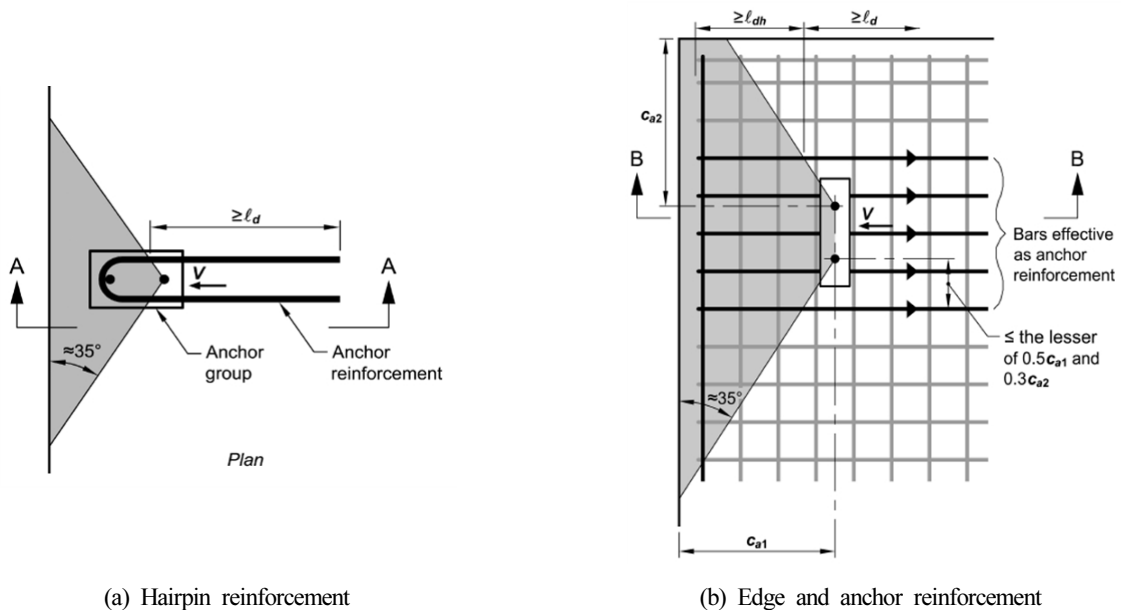 ≥ℓd
A
A
V
≈35°
Anchor
group
Anchor
reinforcement
Plan
(a) Hairpin reinforcement
≥ℓdh
≥ℓd
ca2
B
B
V
Bars effective
as anchor
reinforcement
≤ the lesser
of 0.5ca1 and
0.3ca2
≈35°
ca1
(b) Edge and anchor reinforcement